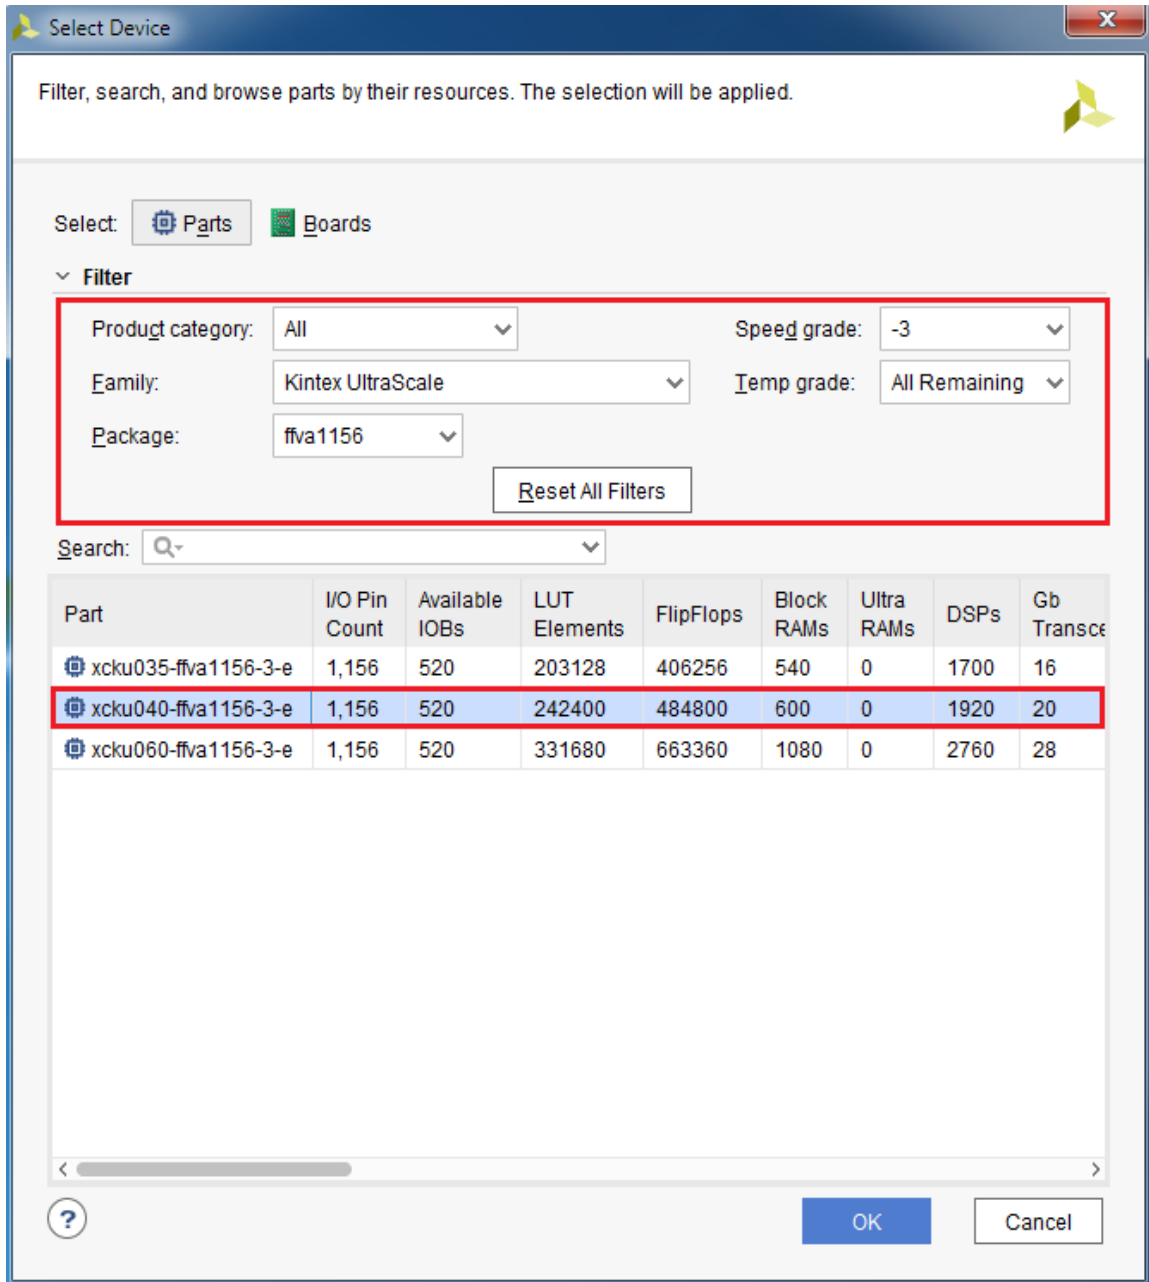 Select Device
Filter, search, and browse parts by their resources. The selection will be applied.
Select: Parts Boards
Filter
Product category: All Speed grade: -3
Family: Kintex UltraScale Temp grade: All Remaining
Package: ffva1156
Reset All Filters
Search:
Part I/O Pin Count Available IOBs LUT Elements FlipFlops Block RAMs Ultra RAMs DSPs Gb Transce
xcku035-ffva1156-3-e 1,156 520 203128 406256 540 0 1700 16
xcku040-ffva1156-3-e 1,156 520 242400 484800 600 0 1920 20
xcku060-ffva1156-3-e 1,156 520 331680 663360 1080 0 2760 28
? OK Cancel